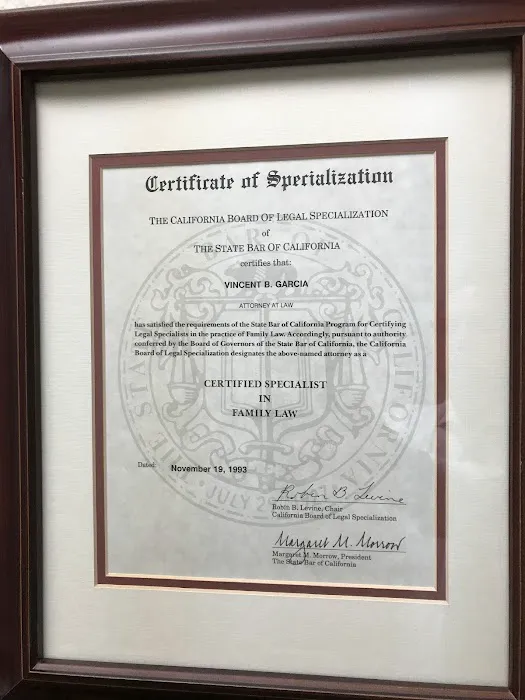 Certificate of Specialization
THE CALIFORNIA BOARD OF LEGAL SPECIALIZATION
of
THE STATE BAR OF CALIFORNIA
certifies that:
VINCENT B. GARCIA
ATTORNEY AT LAW
has satisfied the requirements of the State Bar of California Program for Certifying
Legal Specialists in the practice of Family Law. Accordingly, pursuant to authority
conferred by the Board of Governors of the State Bar of California, the California
Board of Legal Specialization designates the above-named attorney as a
CERTIFIED SPECIALIST
IN
FAMILY LAW
Dated: November 19, 1993
Robin B. Levine
Robin B. Levine, Chair
California Board of Legal Specialization
Margaret M. Morrow
Margaret M. Morrow, President
The State Bar of California